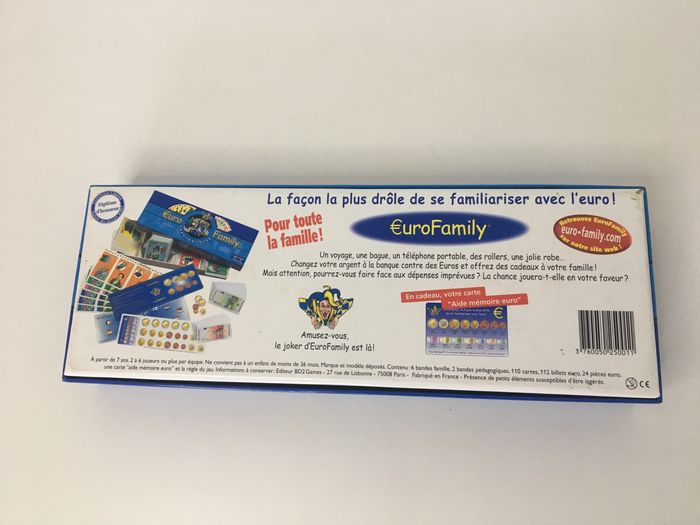 Diplôme
d'honneur
La façon la plus drôle de se familiariser avec l'euro !
Pour toute
la famille !
€uroFamily
Retrouvez EuroFamily
euro-family.com
sur notre site web !
€uro
Family
Un voyage, une bague, un téléphone portable, des rollers, une jolie robe...
Changez votre argent à la banque contre des Euros et offrez des cadeaux à votre famille !
Mais attention, pourrez-vous faire face aux dépenses imprévues ? La chance jouera-t-elle en votre faveur ?
En cadeau, votre carte
"Aide mémoire euro"
Amusez-vous,
le joker d'EuroFamily est là !
3 760050 250011
À partir de 7 ans, 2 à 6 joueurs ou plus par équipe. Ne convient pas à un enfant de moins de 36 mois. Marque et modèle déposés. Contenu : 6 bandes famille, 2 bandes pédagogiques, 110 cartes, 112 billets euro, 24 pièces euro,
une carte "aide mémoire euro" et la règle du jeu. Informations à conserver : Editeur BD2 Games - 27 rue de Lisbonne - 75008 Paris - Fabriqué en France - Présence de petits éléments susceptibles d'être ingérés.
CE